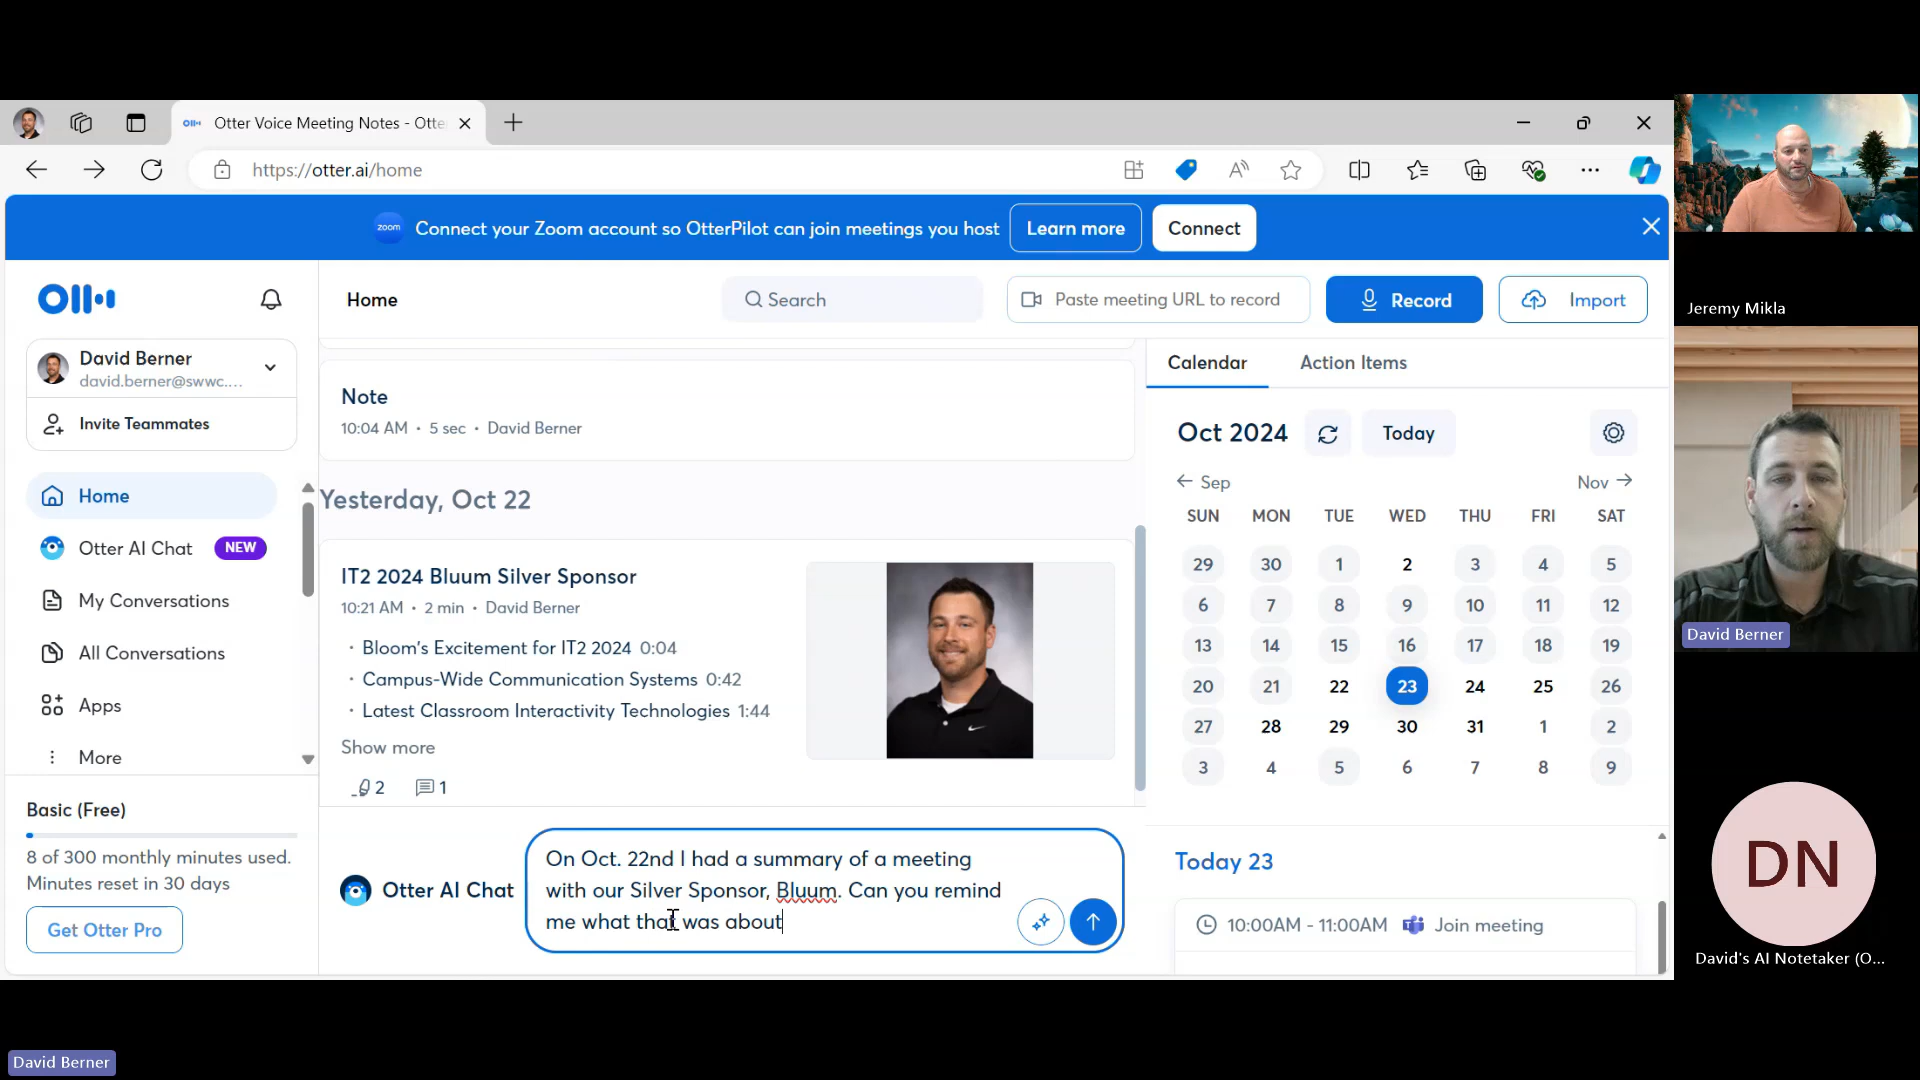 Otter Voice Meeting Notes - Otte
https://otter.ai/home
zoom
Connect your Zoom account so OtterPilot can join meetings you host
Learn more
Connect
Home
Search
Paste meeting URL to record
Record
Import
David Berner
david.berner@swwc....
Invite Teammates
Home
Otter AI Chat
NEW
My Conversations
All Conversations
Apps
More
Basic (Free)
8 of 300 monthly minutes used.
Minutes reset in 30 days
Get Otter Pro
Note
10:04 AM • 5 sec • David Berner
Yesterday, Oct 22
IT2 2024 Bluum Silver Sponsor
10:21 AM • 2 min • David Berner
· Bloom's Excitement for IT2 2024 0:04
· Campus-Wide Communication Systems 0:42
· Latest Classroom Interactivity Technologies 1:44
Show more
2
1
Otter AI Chat
On Oct. 22nd I had a summary of a meeting
with our Silver Sponsor, Bluum. Can you remind
me what that was about
Calendar
Action Items
Oct 2024
Today
← Sep
Nov →
SUN MON TUE WED THU FRI SAT
29 30 1 2 3 4 5
6 7 8 9 10 11 12
13 14 15 16 17 18 19
20 21 22 23 24 25 26
27 28 29 30 31 1 2
3 4 5 6 7 8 9
Today 23
10:00AM - 11:00AM
Join meeting
Jeremy Mikla
David Berner
DN
David's AI Notetaker (O...
David Berner